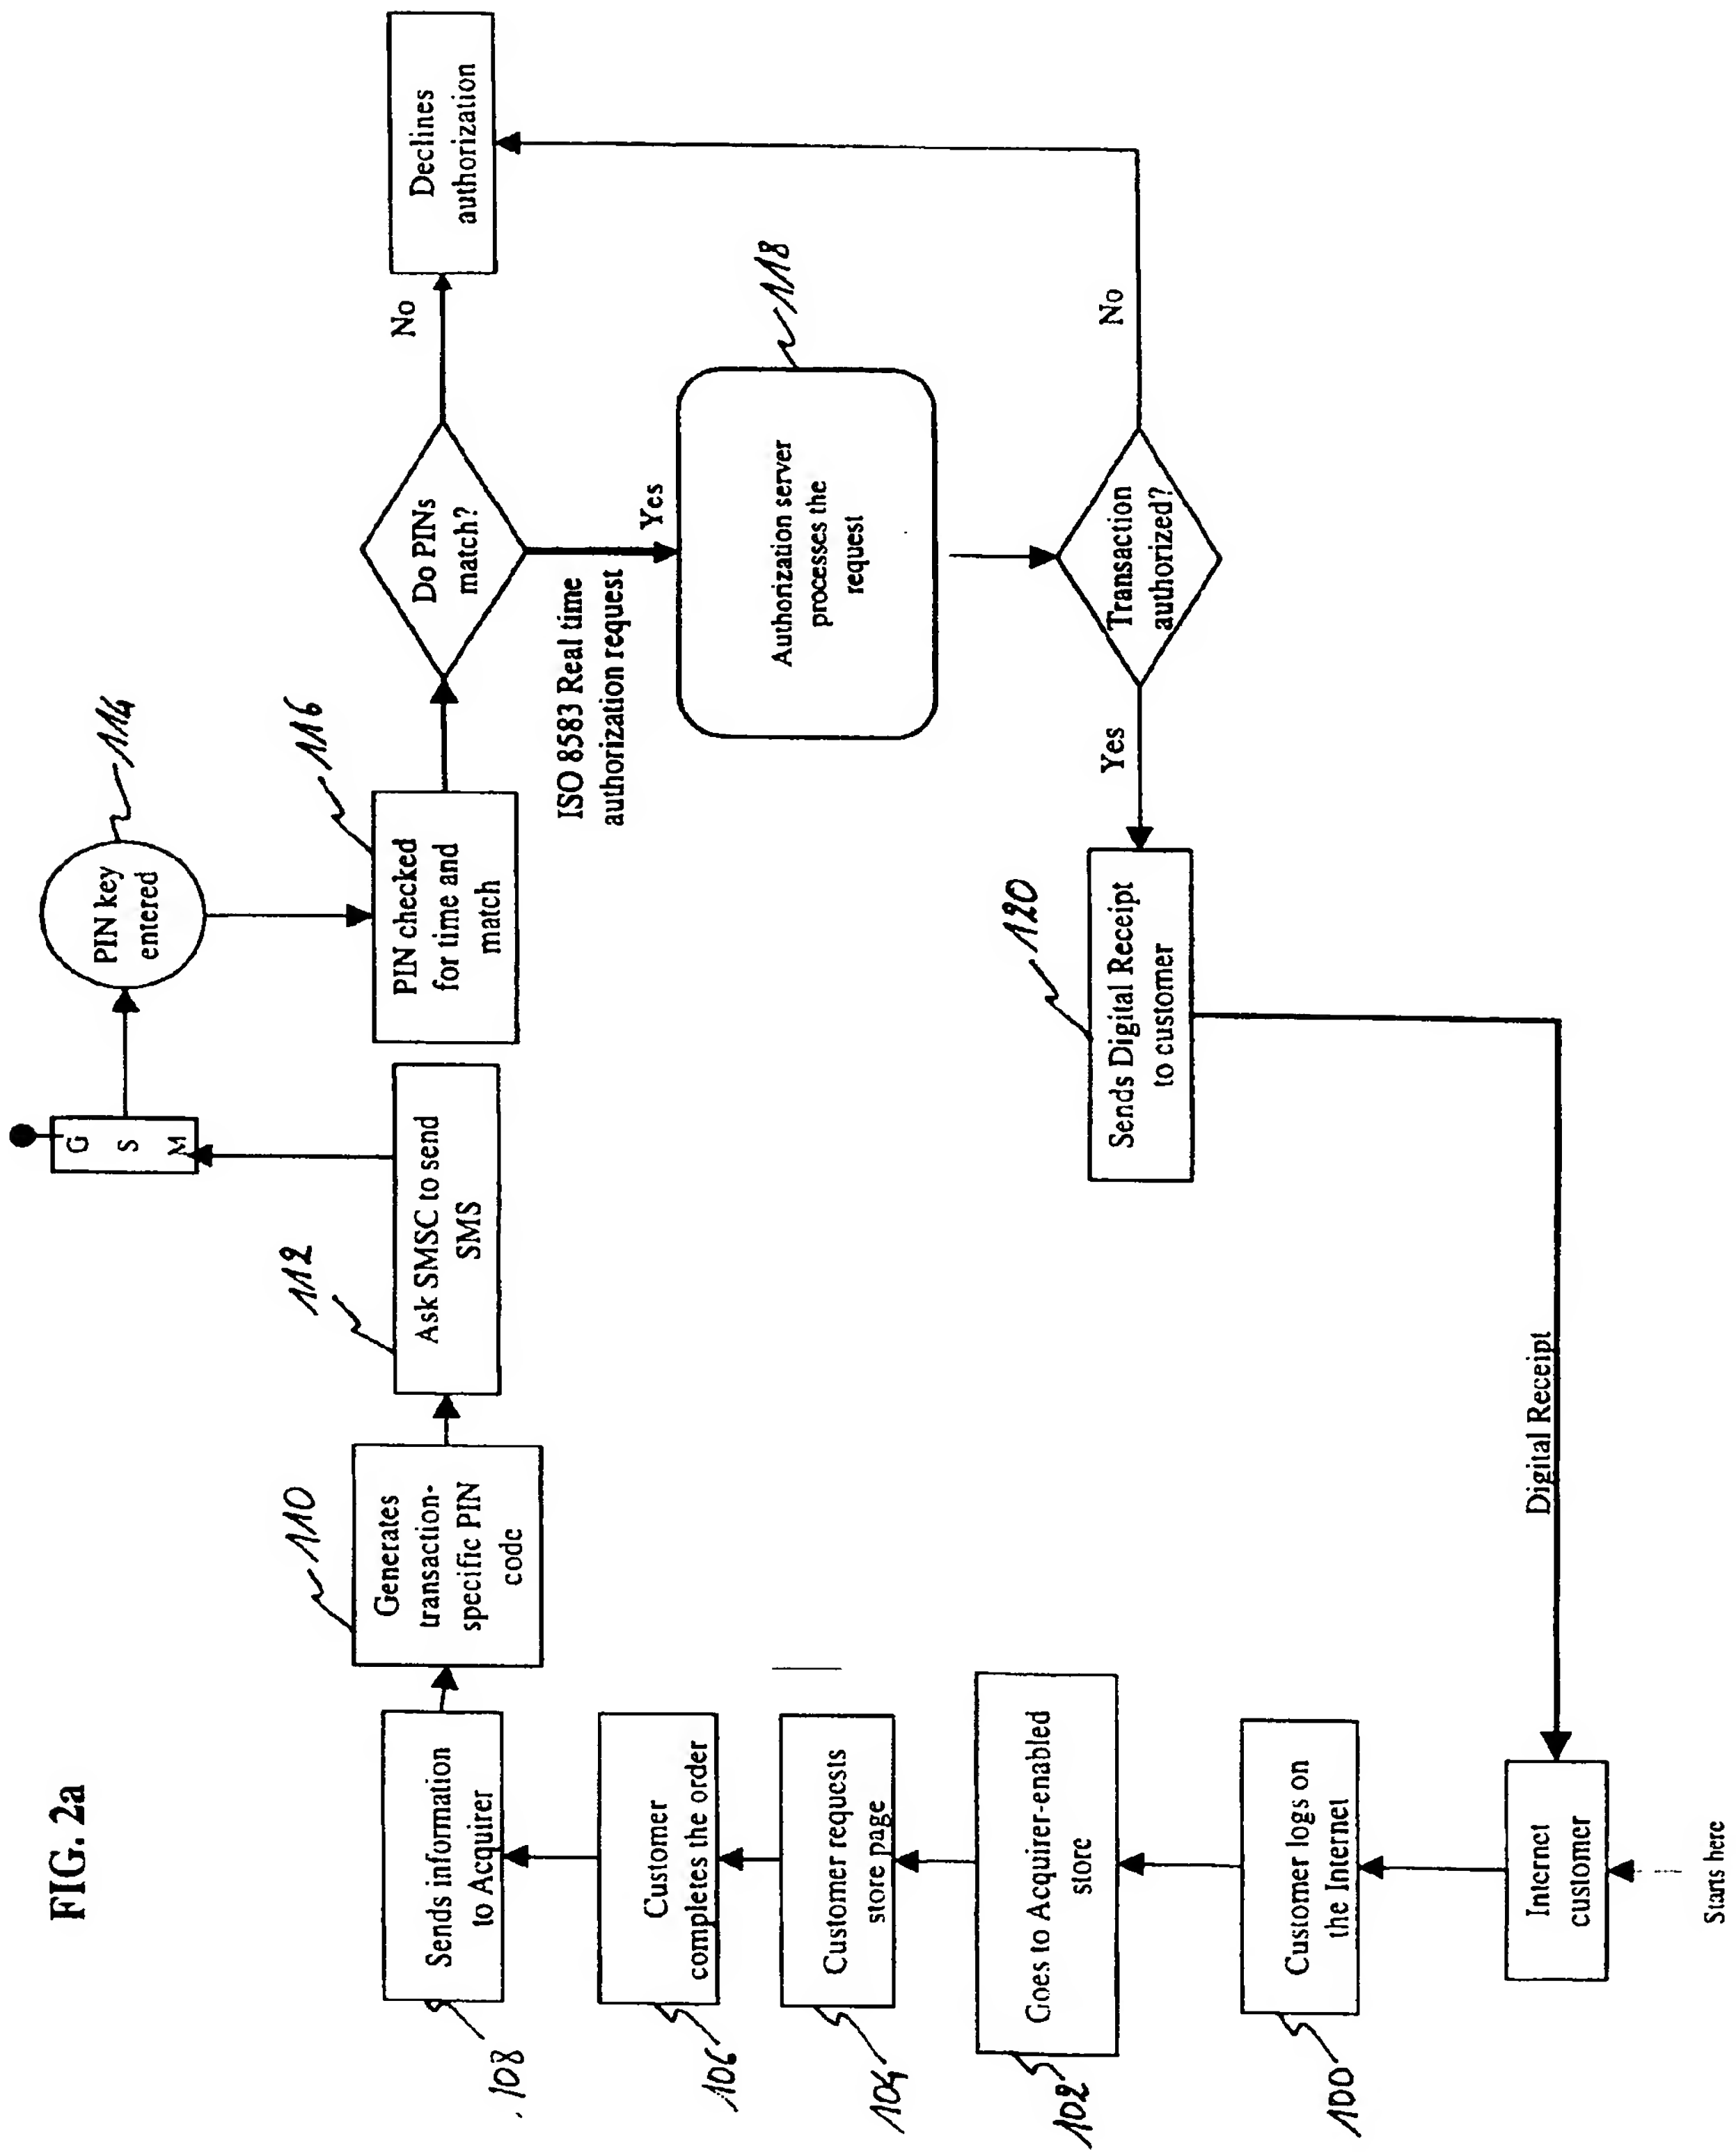 FIG. 2a
Starts here
Internet
customer
100
Customer logs on
the Internet
102
Goes to Acquirer-enabled
store
104
Customer requests
store page
106
Customer
completes the order
108
Sends information
to Acquirer
110
Generates
transaction-
specific PIN
code
112
Ask SMSC to send
SMS
G
S
M
114
PIN key
entered
116
PIN checked
for time and
match
Do PINs
match?
No
Declines
authorization
Yes
ISO 8583 Real time
authorization request
118
Authorization server
processes the
request
Transaction
authorized?
No
Yes
120
Sends Digital Receipt
to customer
Digital Receipt